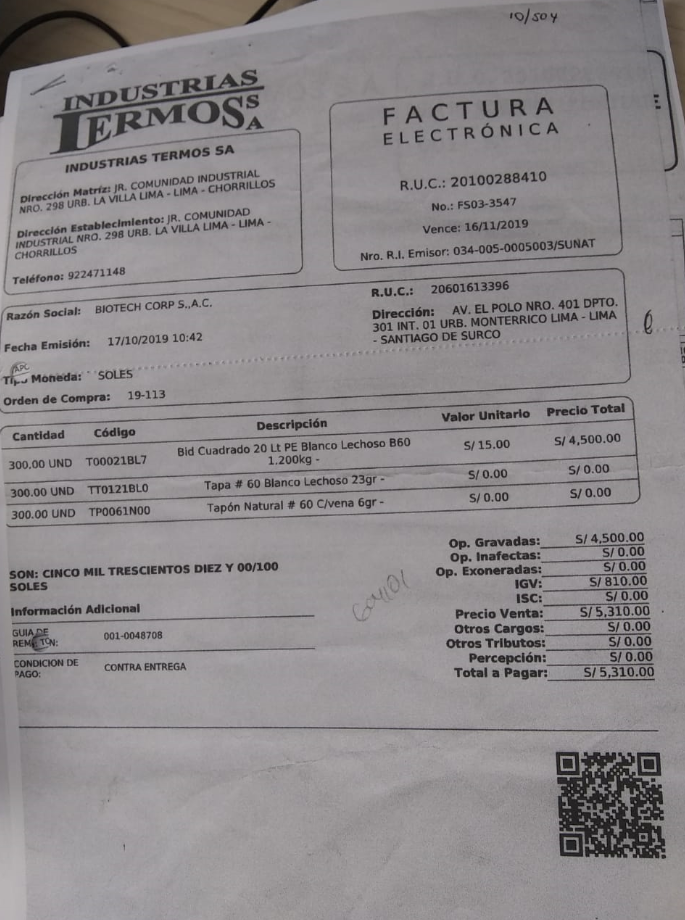 10/504
INDUSTRIAS
TERMOS SA
INDUSTRIAS TERMOS SA
Dirección Matriz: JR. COMUNIDAD INDUSTRIAL
NRO. 298 URB. LA VILLA LIMA - LIMA - CHORRILLOS
Dirección Establecimiento: JR. COMUNIDAD
INDUSTRIAL NRO. 298 URB. LA VILLA LIMA - LIMA -
CHORRILLOS
Teléfono: 922471148
FACTURA
ELECTRÓNICA
R.U.C.: 20100288410
No.: FS03-3547
Vence: 16/11/2019
Nro. R.I. Emisor: 034-005-0005003/SUNAT
Razón Social: BIOTECH CORP S.,A.C.
Fecha Emisión: 17/10/2019 10:42
Tipo Moneda: SOLES
Orden de Compra: 19-113
R.U.C.: 20601613396
Dirección: AV. EL POLO NRO. 401 DPTO.
301 INT. 01 URB. MONTERRICO LIMA - LIMA
- SANTIAGO DE SURCO
Cantidad Código Descripción Valor Unitario Precio Total
300.00 UND T00021BL7 Bid Cuadrado 20 Lt PE Blanco Lechoso B60 S/ 15.00 S/ 4,500.00
1.200kg -
300.00 UND TT0121BL0 Tapa # 60 Blanco Lechoso 23gr - S/ 0.00 S/ 0.00
300.00 UND TP0061N00 Tapón Natural # 60 C/vena 6gr - S/ 0.00 S/ 0.00
SON: CINCO MIL TRESCIENTOS DIEZ Y 00/100
SOLES
Información Adicional
GUIA DE
REMISION: 001-0048708
CONDICION DE
PAGO: CONTRA ENTREGA
Op. Gravadas: S/ 4,500.00
Op. Inafectas: S/ 0.00
Op. Exoneradas: S/ 0.00
IGV: S/ 810.00
ISC: S/ 0.00
Precio Venta: S/ 5,310.00
Otros Cargos: S/ 0.00
Otros Tributos: S/ 0.00
Percepción: S/ 0.00
Total a Pagar: S/ 5,310.00